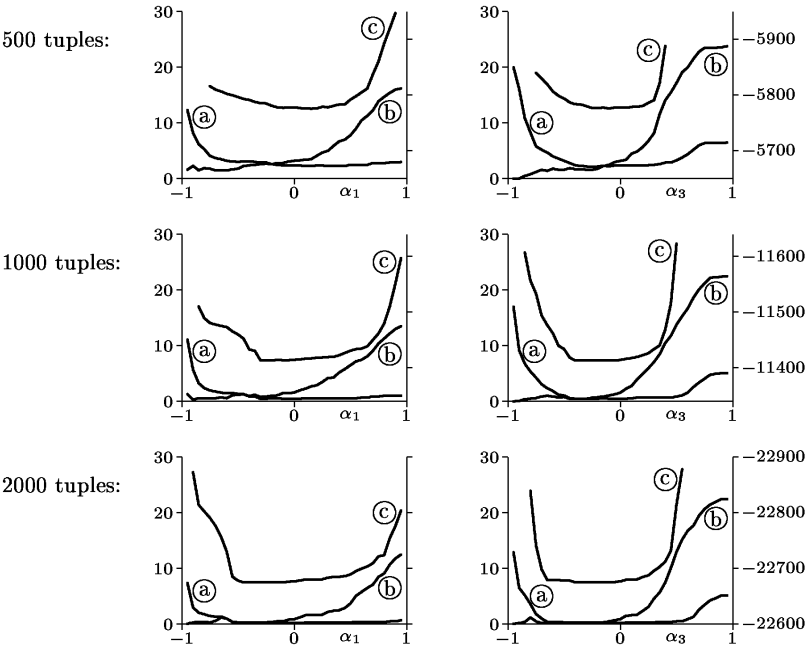 500 tuples:
30 30 −5900
20 20 −5800
10 10 −5700
0 0
−1 0 α1 1 −1 0 α3 1
a b c a b c
1000 tuples:
30 30 −11600
20 20 −11500
10 10 −11400
0 0
−1 0 α1 1 −1 0 α3 1
a b c a b c
2000 tuples:
30 30 −22900
20 20 −22800
10 10 −22700
0 0 −22600
−1 0 α1 1 −1 0 α3 1
a b c a b c